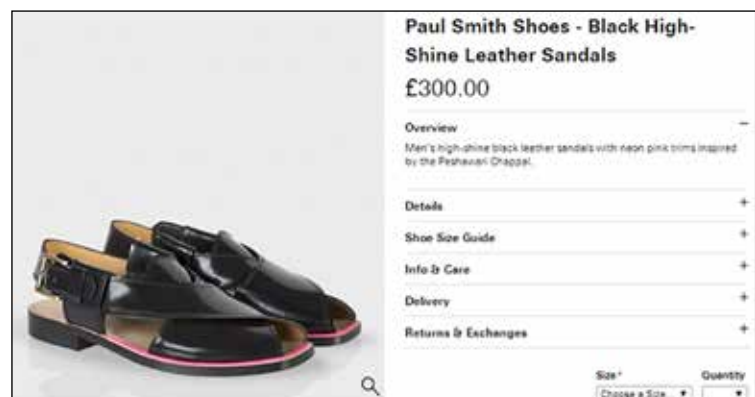 Paul Smith Shoes - Black High-
Shine Leather Sandals
£300.00
Overview
Men's high-shine black leather sandals with neon pink trims inspired
by the Peshawari Chappal.
Details
Shoe Size Guide
Info & Care
Delivery
Returns & Exchanges
Size* Quantity
Choose a Size...